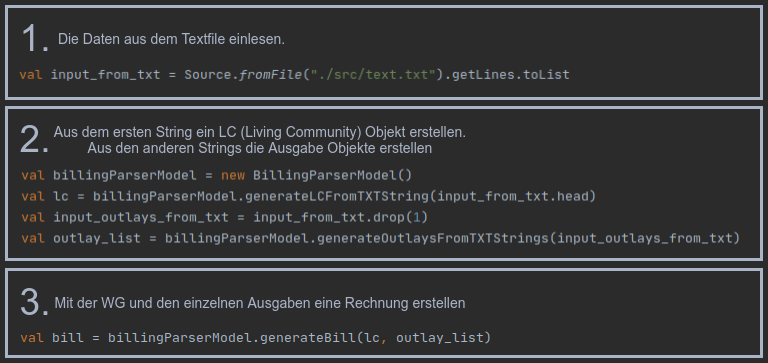 1. Die Daten aus dem Textfile einlesen.
val input_from_txt = Source.fromFile("./src/text.txt").getLines.toList
2. Aus dem ersten String ein LC (Living Community) Objekt erstellen.
Aus den anderen Strings die Ausgabe Objekte erstellen
val billingParserModel = new BillingParserModel()
val lc = billingParserModel.generateLCFromTXTString(input_from_txt.head)
val input_outlays_from_txt = input_from_txt.drop(1)
val outlay_list = billingParserModel.generateOutlaysFromTXTStrings(input_outlays_from_txt)
3. Mit der WG und den einzelnen Ausgaben eine Rechnung erstellen
val bill = billingParserModel.generateBill(lc, outlay_list)